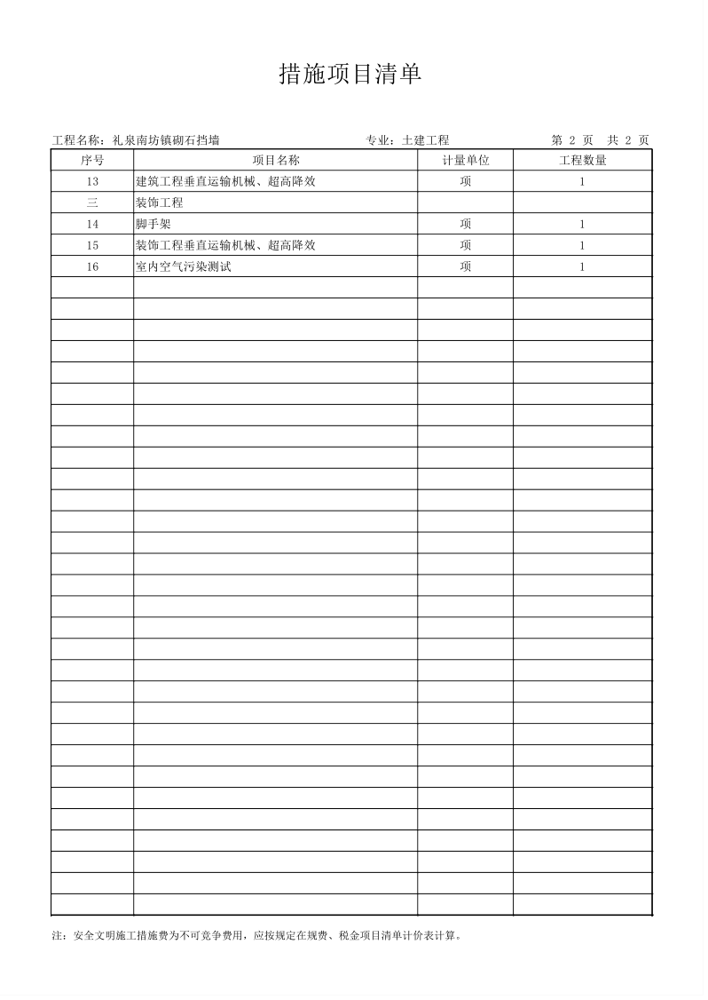 措施项目清单
工程名称：礼泉南坊镇砌石挡墙 专业：土建工程 第 2 页 共 2 页
序号 项目名称 计量单位 工程数量
13 建筑工程垂直运输机械、超高降效 项 1
三 装饰工程
14 脚手架 项 1
15 装饰工程垂直运输机械、超高降效 项 1
16 室内空气污染测试 项 1
注：安全文明施工措施费为不可竞争费用，应按规定在规费、税金项目清单计价表计算。